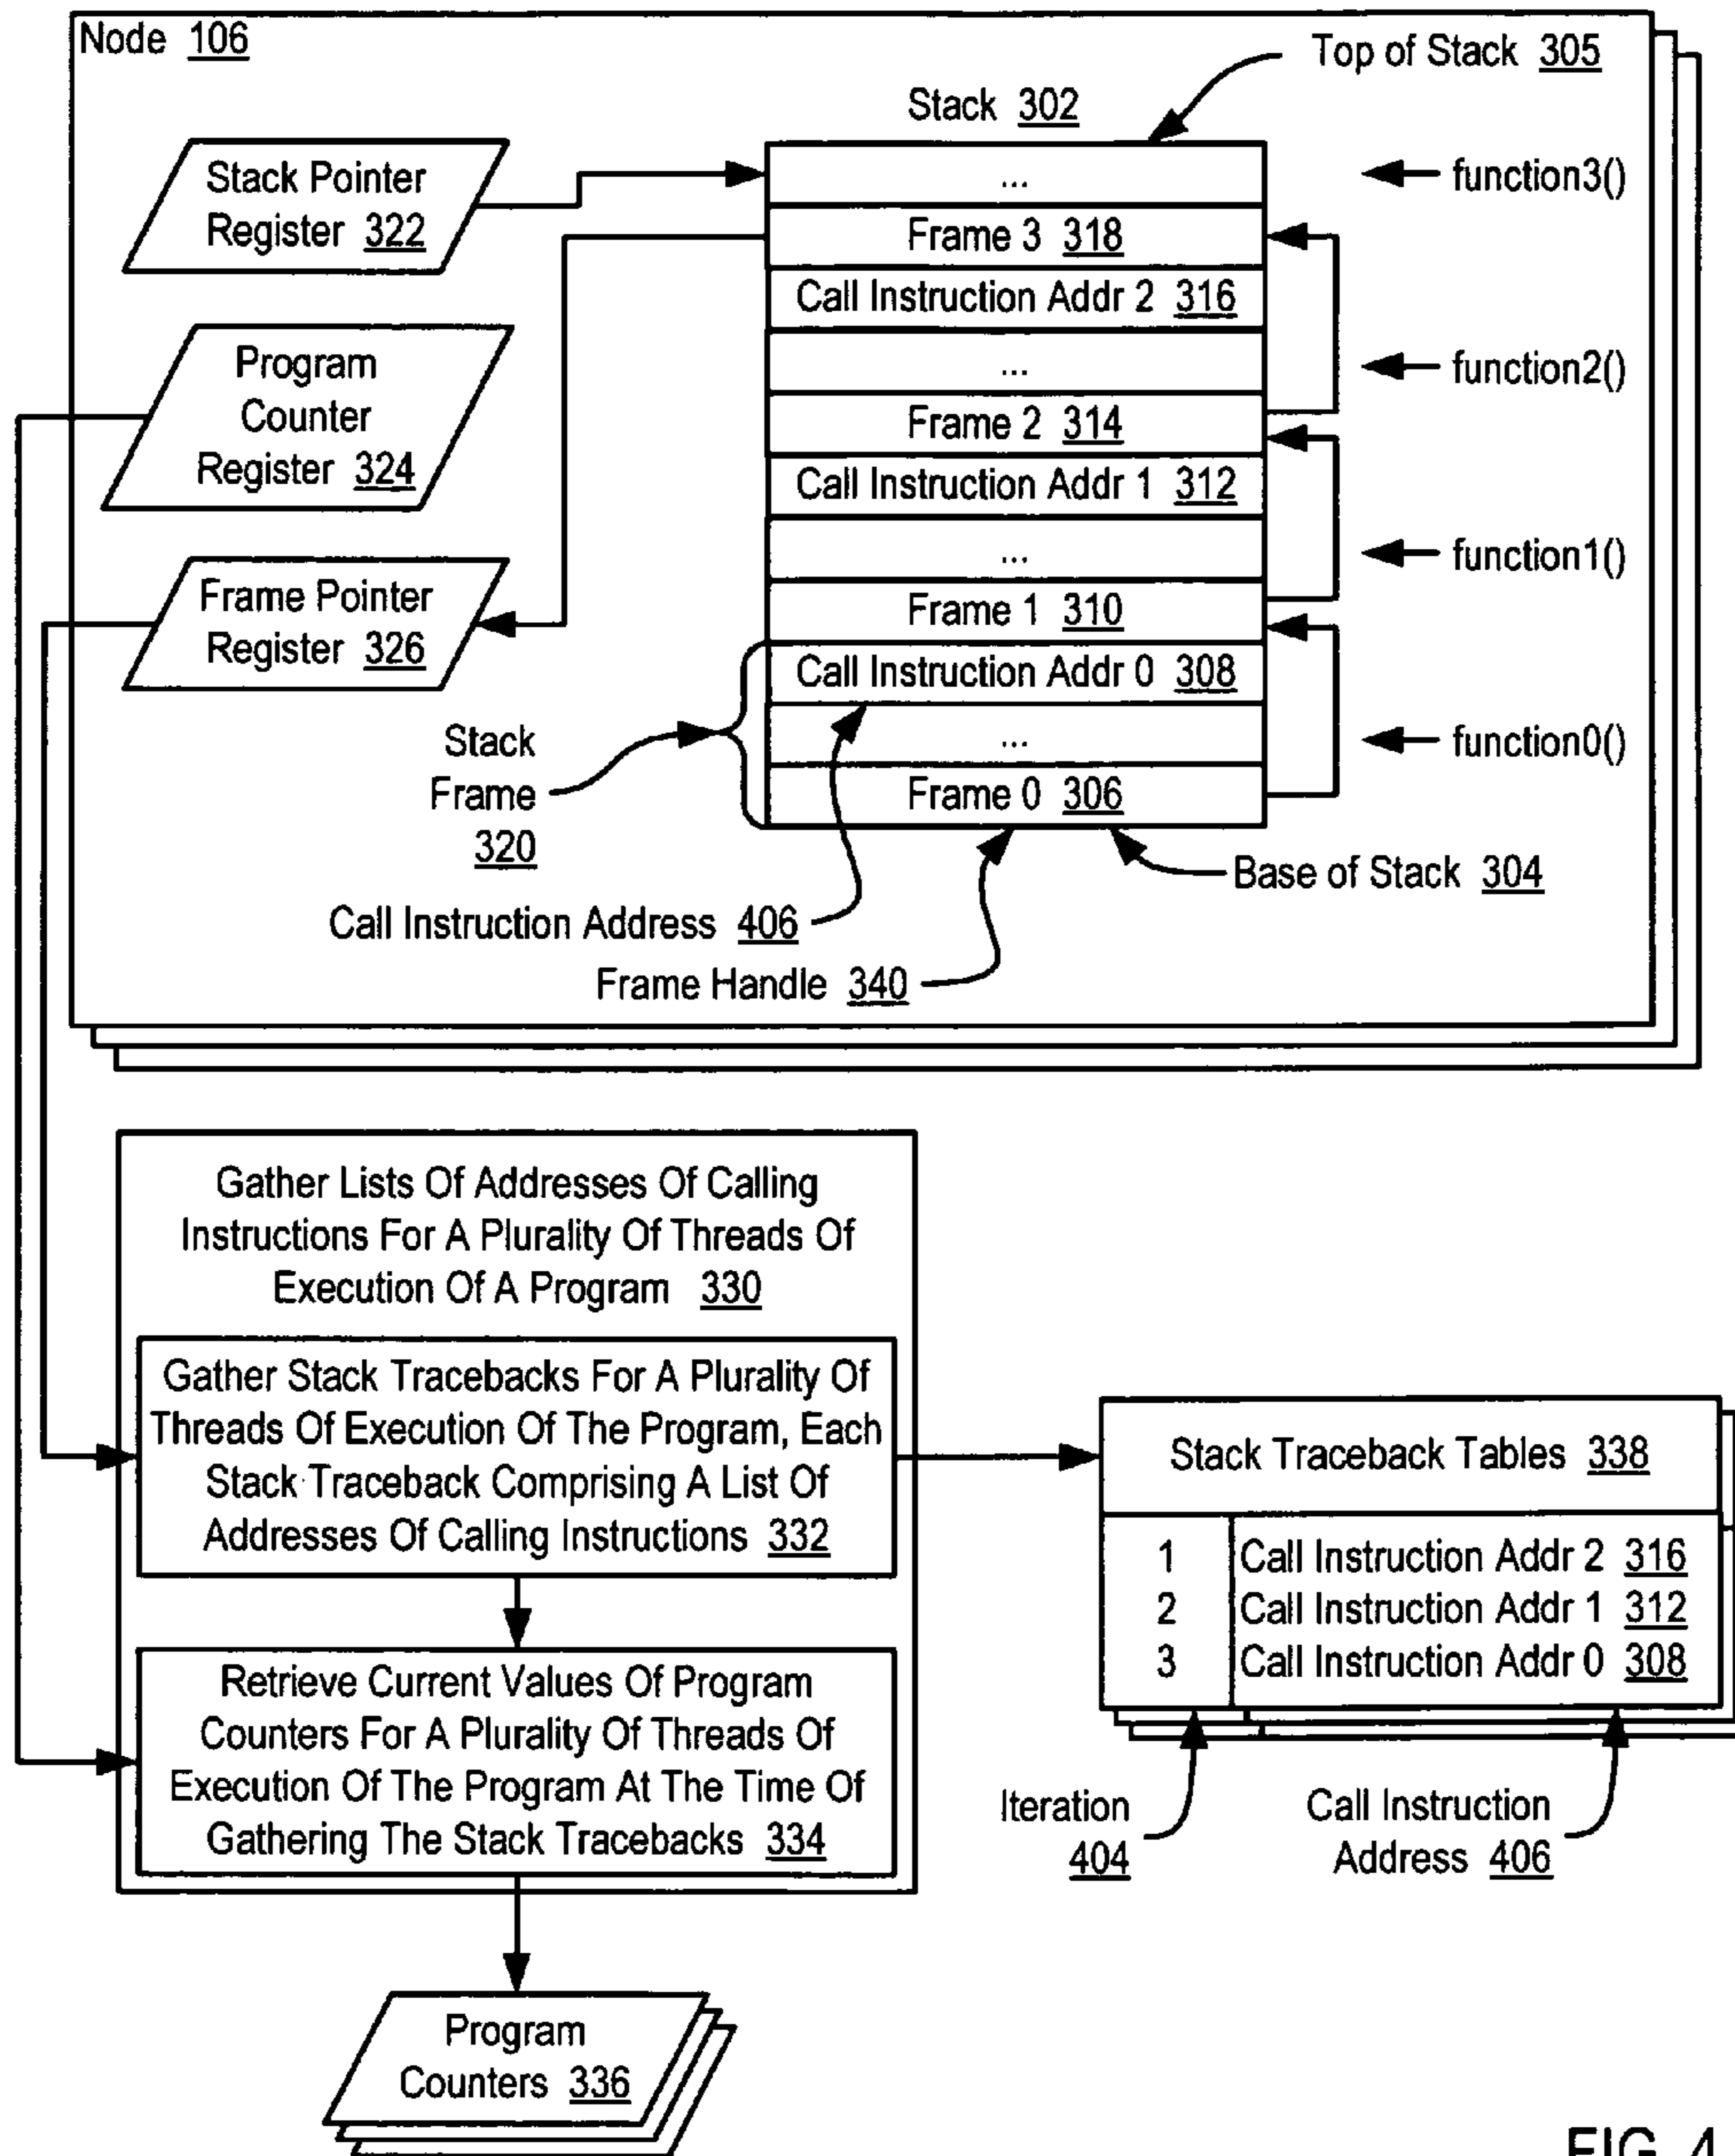 Node 106
Top of Stack 305
Stack 302
Stack Pointer
Register 322
...
function3()
Frame 3 318
Call Instruction Addr 2 316
Program
Counter
Register 324
...
function2()
Frame 2 314
Call Instruction Addr 1 312
...
function1()
Frame Pointer
Register 326
Frame 1 310
Call Instruction Addr 0 308
Stack
Frame
320
...
function0()
Frame 0 306
Base of Stack 304
Call Instruction Address 406
Frame Handle 340
Gather Lists Of Addresses Of Calling
Instructions For A Plurality Of Threads Of
Execution Of A Program 330
Gather Stack Tracebacks For A Plurality Of
Threads Of Execution Of The Program, Each
Stack Traceback Comprising A List Of
Addresses Of Calling Instructions 332
Stack Traceback Tables 338
1 Call Instruction Addr 2 316
2 Call Instruction Addr 1 312
3 Call Instruction Addr 0 308
Retrieve Current Values Of Program
Counters For A Plurality Of Threads Of
Execution Of The Program At The Time Of
Gathering The Stack Tracebacks 334
Iteration
404
Call Instruction
Address 406
Program
Counters 336
FIG. 4